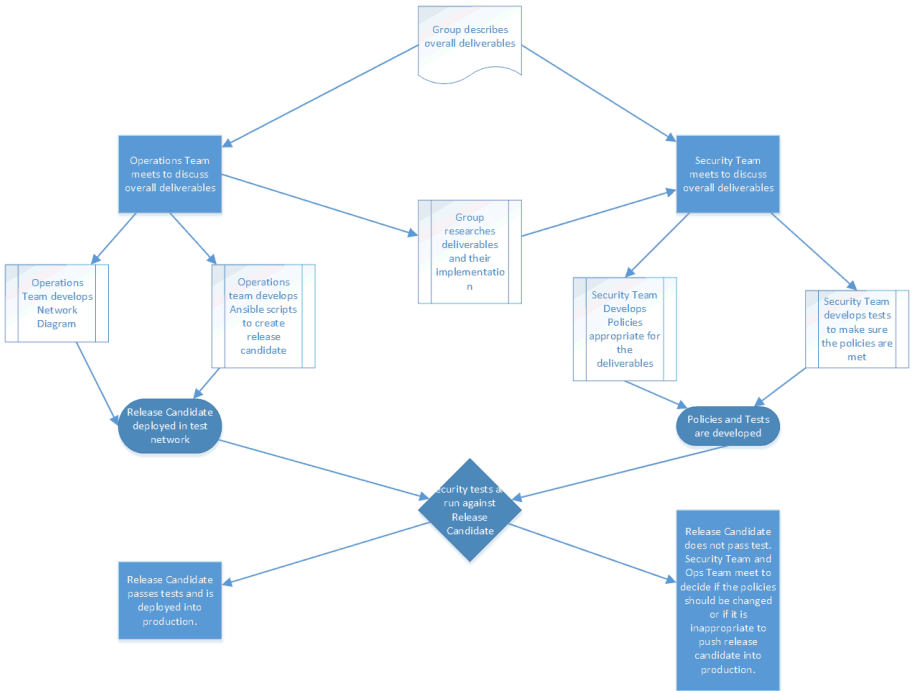 Group describes
overall deliverables
Operations Team
meets to discuss
overall deliverables
Security Team
meets to discuss
overall deliverables
Group
researches
deliverables
and their
implementatio
n
Operations
Team develops
Network
Diagram
Operations
team develops
Ansible scripts
to create
release
candidate
Security Team
Develops
Policies
appropriate for
the
deliverables
Security Team
develops tests
to make sure
the policies are
met
Release Candidate
deployed in test
network
Policies and Tests
are developed
ecurity tests a
run against
Release
Candidate
Release Candidate
passes tests and is
deployed into
production.
Release Candidate
does not pass test.
Security Team and
Ops Team meet to
decide if the policies
should be changed
or if it is
inappropriate to
push release
candidate into
production.